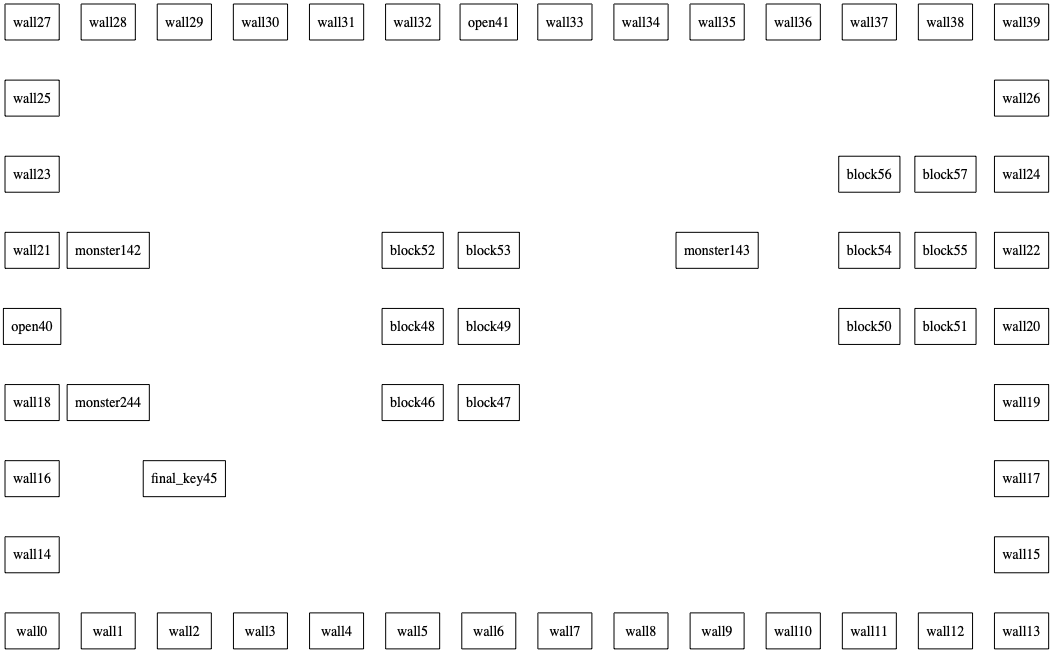 wall27 wall28 wall29 wall30 wall31 wall32 open41 wall33 wall34 wall35 wall36 wall37 wall38 wall39
wall25 wall26
wall23 block56 block57 wall24
wall21 monster142 block52 block53 monster143 block54 block55 wall22
open40 block48 block49 block50 block51 wall20
wall18 monster244 block46 block47 wall19
wall16 final_key45 wall17
wall14 wall15
wall0 wall1 wall2 wall3 wall4 wall5 wall6 wall7 wall8 wall9 wall10 wall11 wall12 wall13